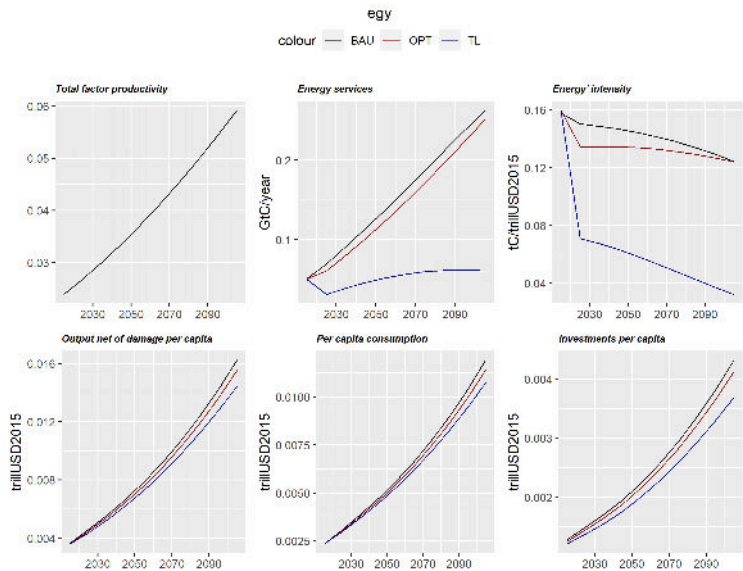 egy
colour BAU OPT TL
Total factor productivity
0.06
0.05
0.04
0.03
2030 2050 2070 2090
Energy services
GtC/year
0.2
0.1
2030 2050 2070 2090
Energy' intensity
tC/trillUSD2015
0.16
0.12
0.08
0.04
2030 2050 2070 2090
Output net of damage per capita
trillUSD2015
0.016
0.012
0.008
0.004
2030 2050 2070 2090
Per capita consumption
trillUSD2015
0.0100
0.0075
0.0050
0.0025
2030 2050 2070 2090
Investments per capita
trillUSD2015
0.004
0.003
0.002
2030 2050 2070 2090